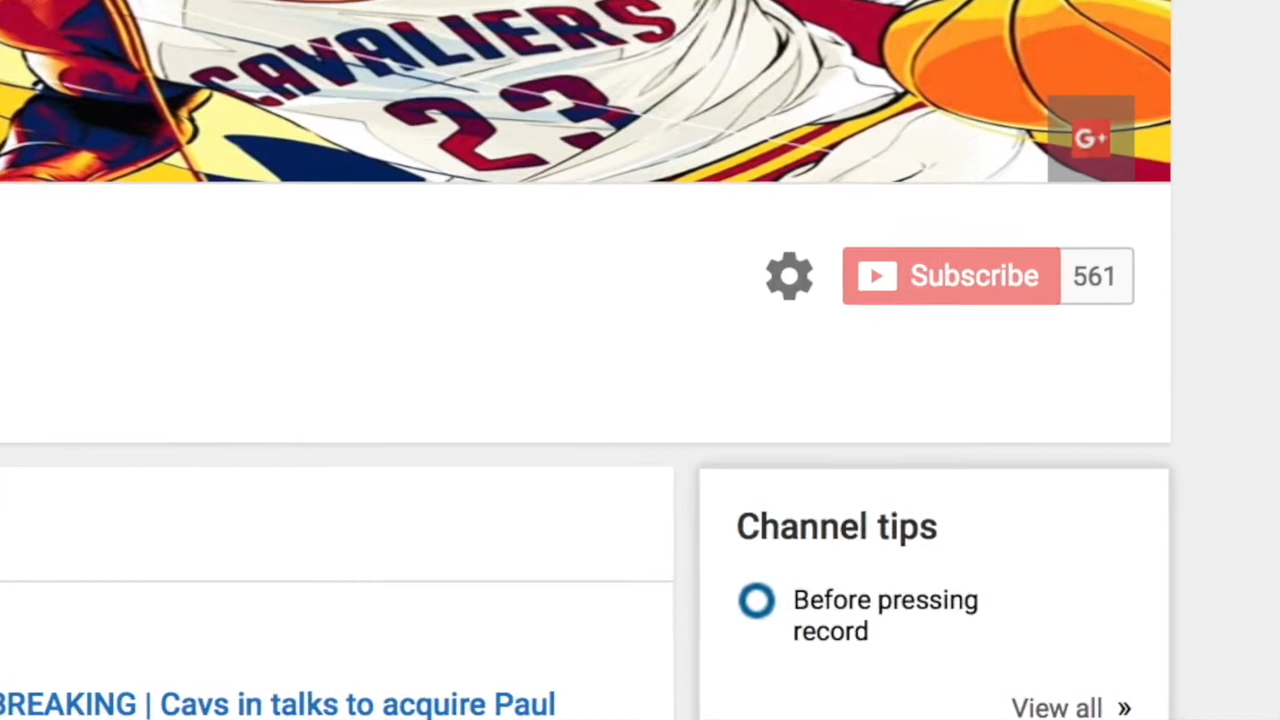 CAVALIERS
23
G+
Subscribe 561
Channel tips
Before pressing
record
BREAKING | Cavs in talks to acquire Paul
View all »